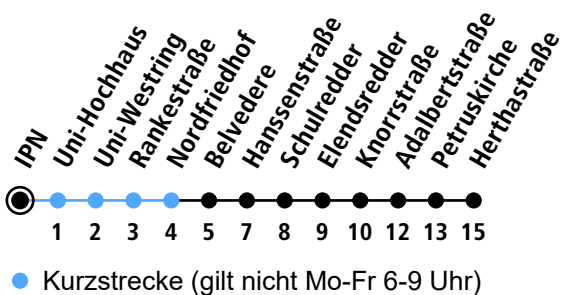 IPN
Uni-Hochhaus
Uni-Westring
Rankestraße
Nordfriedhof
Belvedere
Hanssenstraße
Schulredder
Elendsredder
Knorrstraße
Adalbertstraße
Petruskirche
Herthastraße
1 2 3 4 5 7 8 9 10 12 13 15
Kurzstrecke (gilt nicht Mo-Fr 6-9 Uhr)